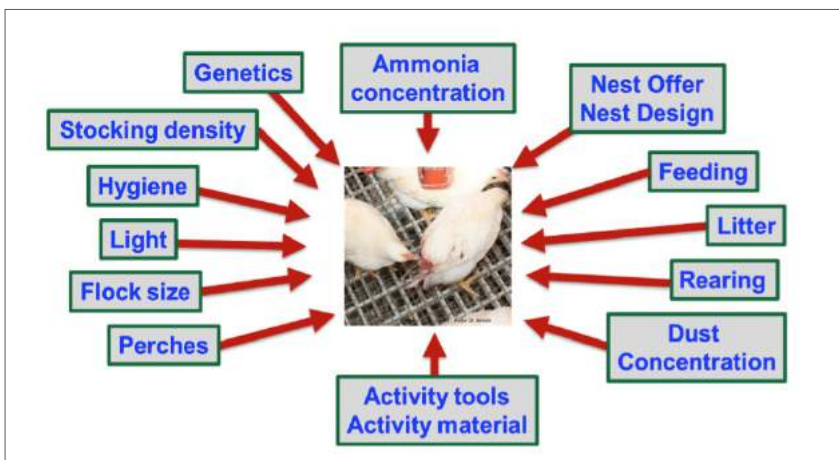 Genetics
Ammonia
concentration
Nest Offer
Nest Design
Stocking density
Hygiene
Feeding
Light
Litter
Flock size
Rearing
Perches
Dust
Concentration
Activity tools
Activity material